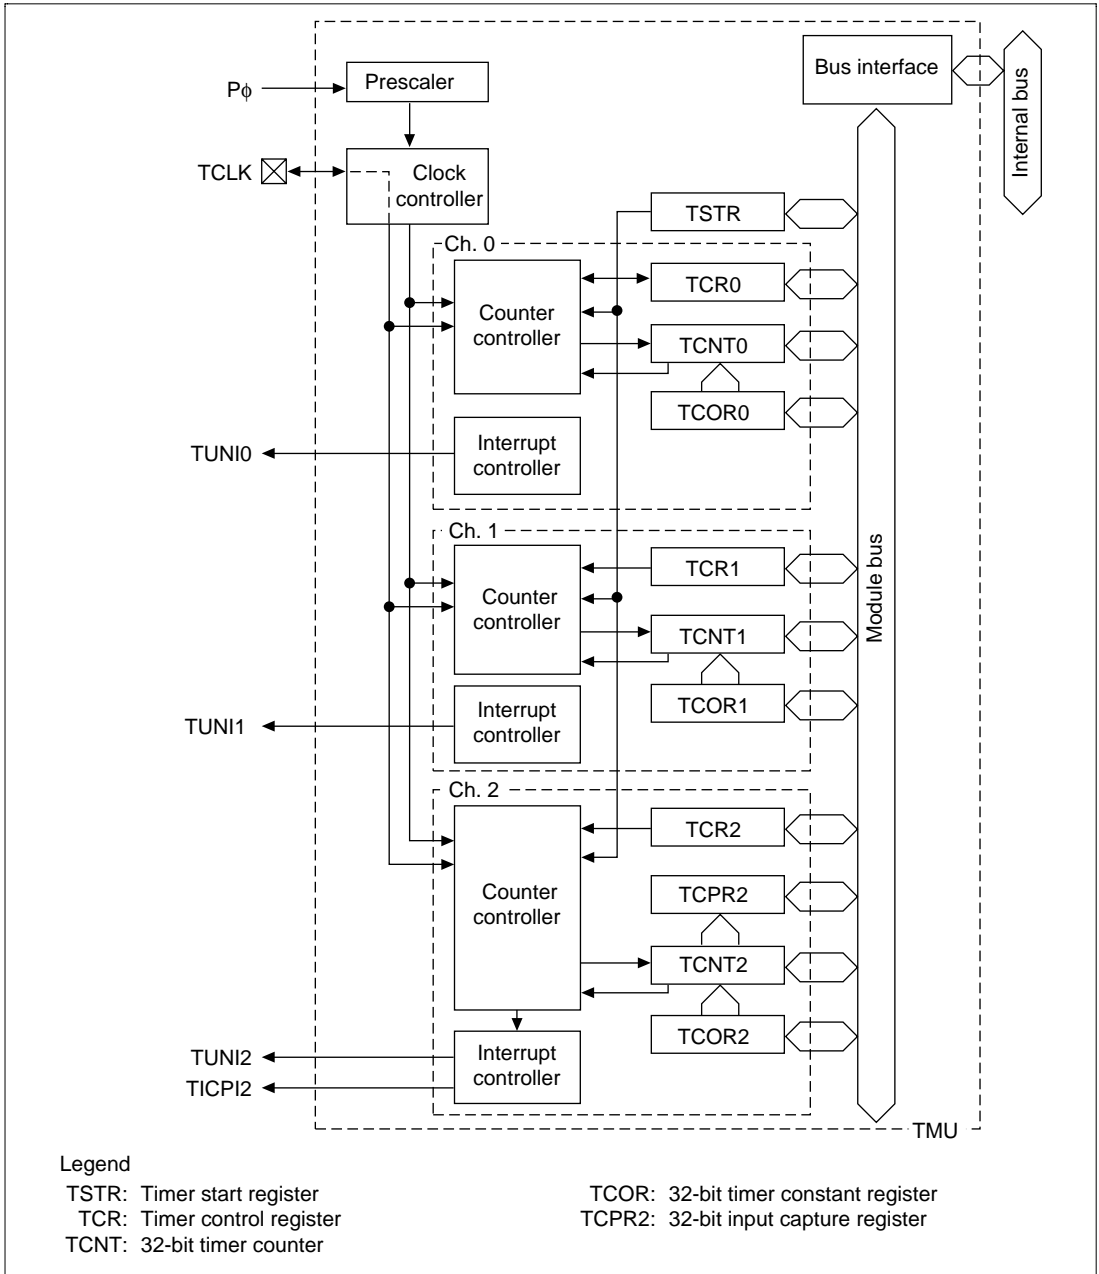 Bus interface
Internal bus
Prescaler
Pϕ
TCLK
Clock
controller
TSTR
Ch. 0
Counter
controller
TCR0
TCNT0
TCOR0
TUNI0
Interrupt
controller
Module bus
Ch. 1
Counter
controller
TCR1
TCNT1
TCOR1
TUNI1
Interrupt
controller
Ch. 2
Counter
controller
TCR2
TCPR2
TCNT2
TCOR2
TUNI2
TICPI2
Interrupt
controller
TMU
Legend
TSTR: Timer start register
TCR: Timer control register
TCNT: 32-bit timer counter
TCOR: 32-bit timer constant register
TCPR2: 32-bit input capture register